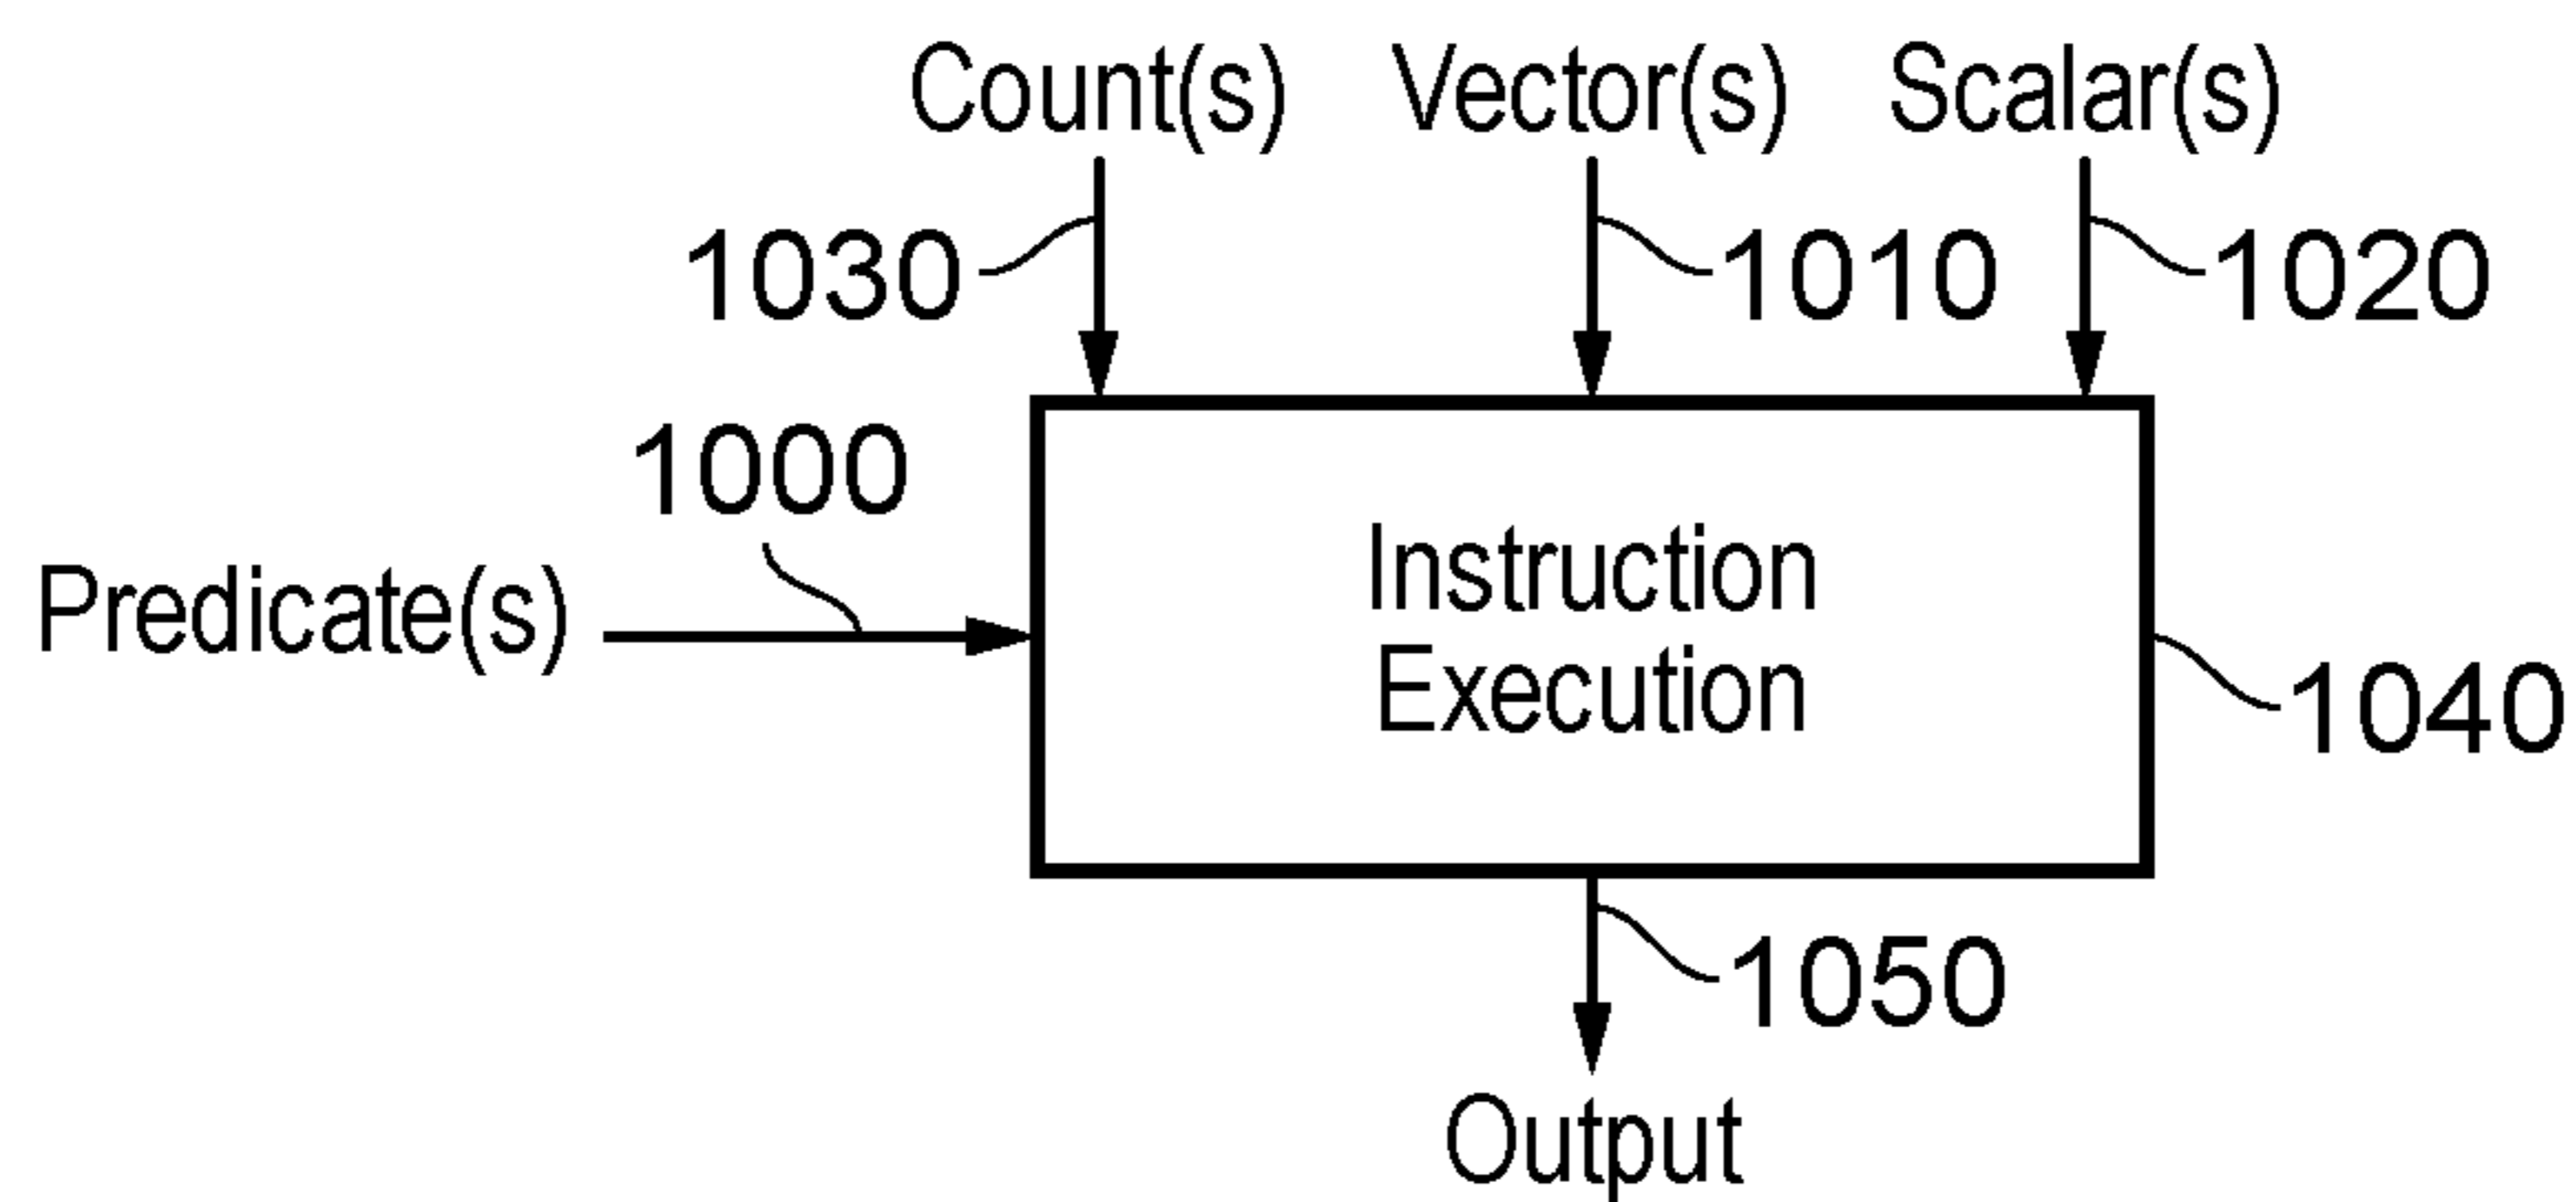 Count(s) Vector(s) Scalar(s)
1030 1010 1020
1000
Predicate(s)
Instruction
Execution
1040
1050
Output